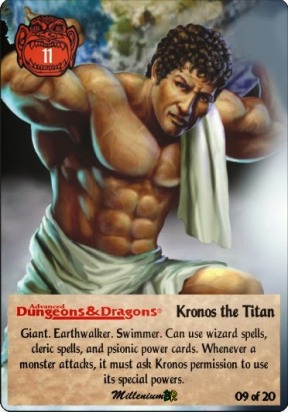 11
Advanced
Dungeons&Dragons® Kronos the Titan
Giant. Earthwalker. Swimmer. Can use wizard spells,
cleric spells, and psionic power cards. Whenever a
monster attacks, it must ask Kronos permission to use
its special powers.
Millenium
09 of 20